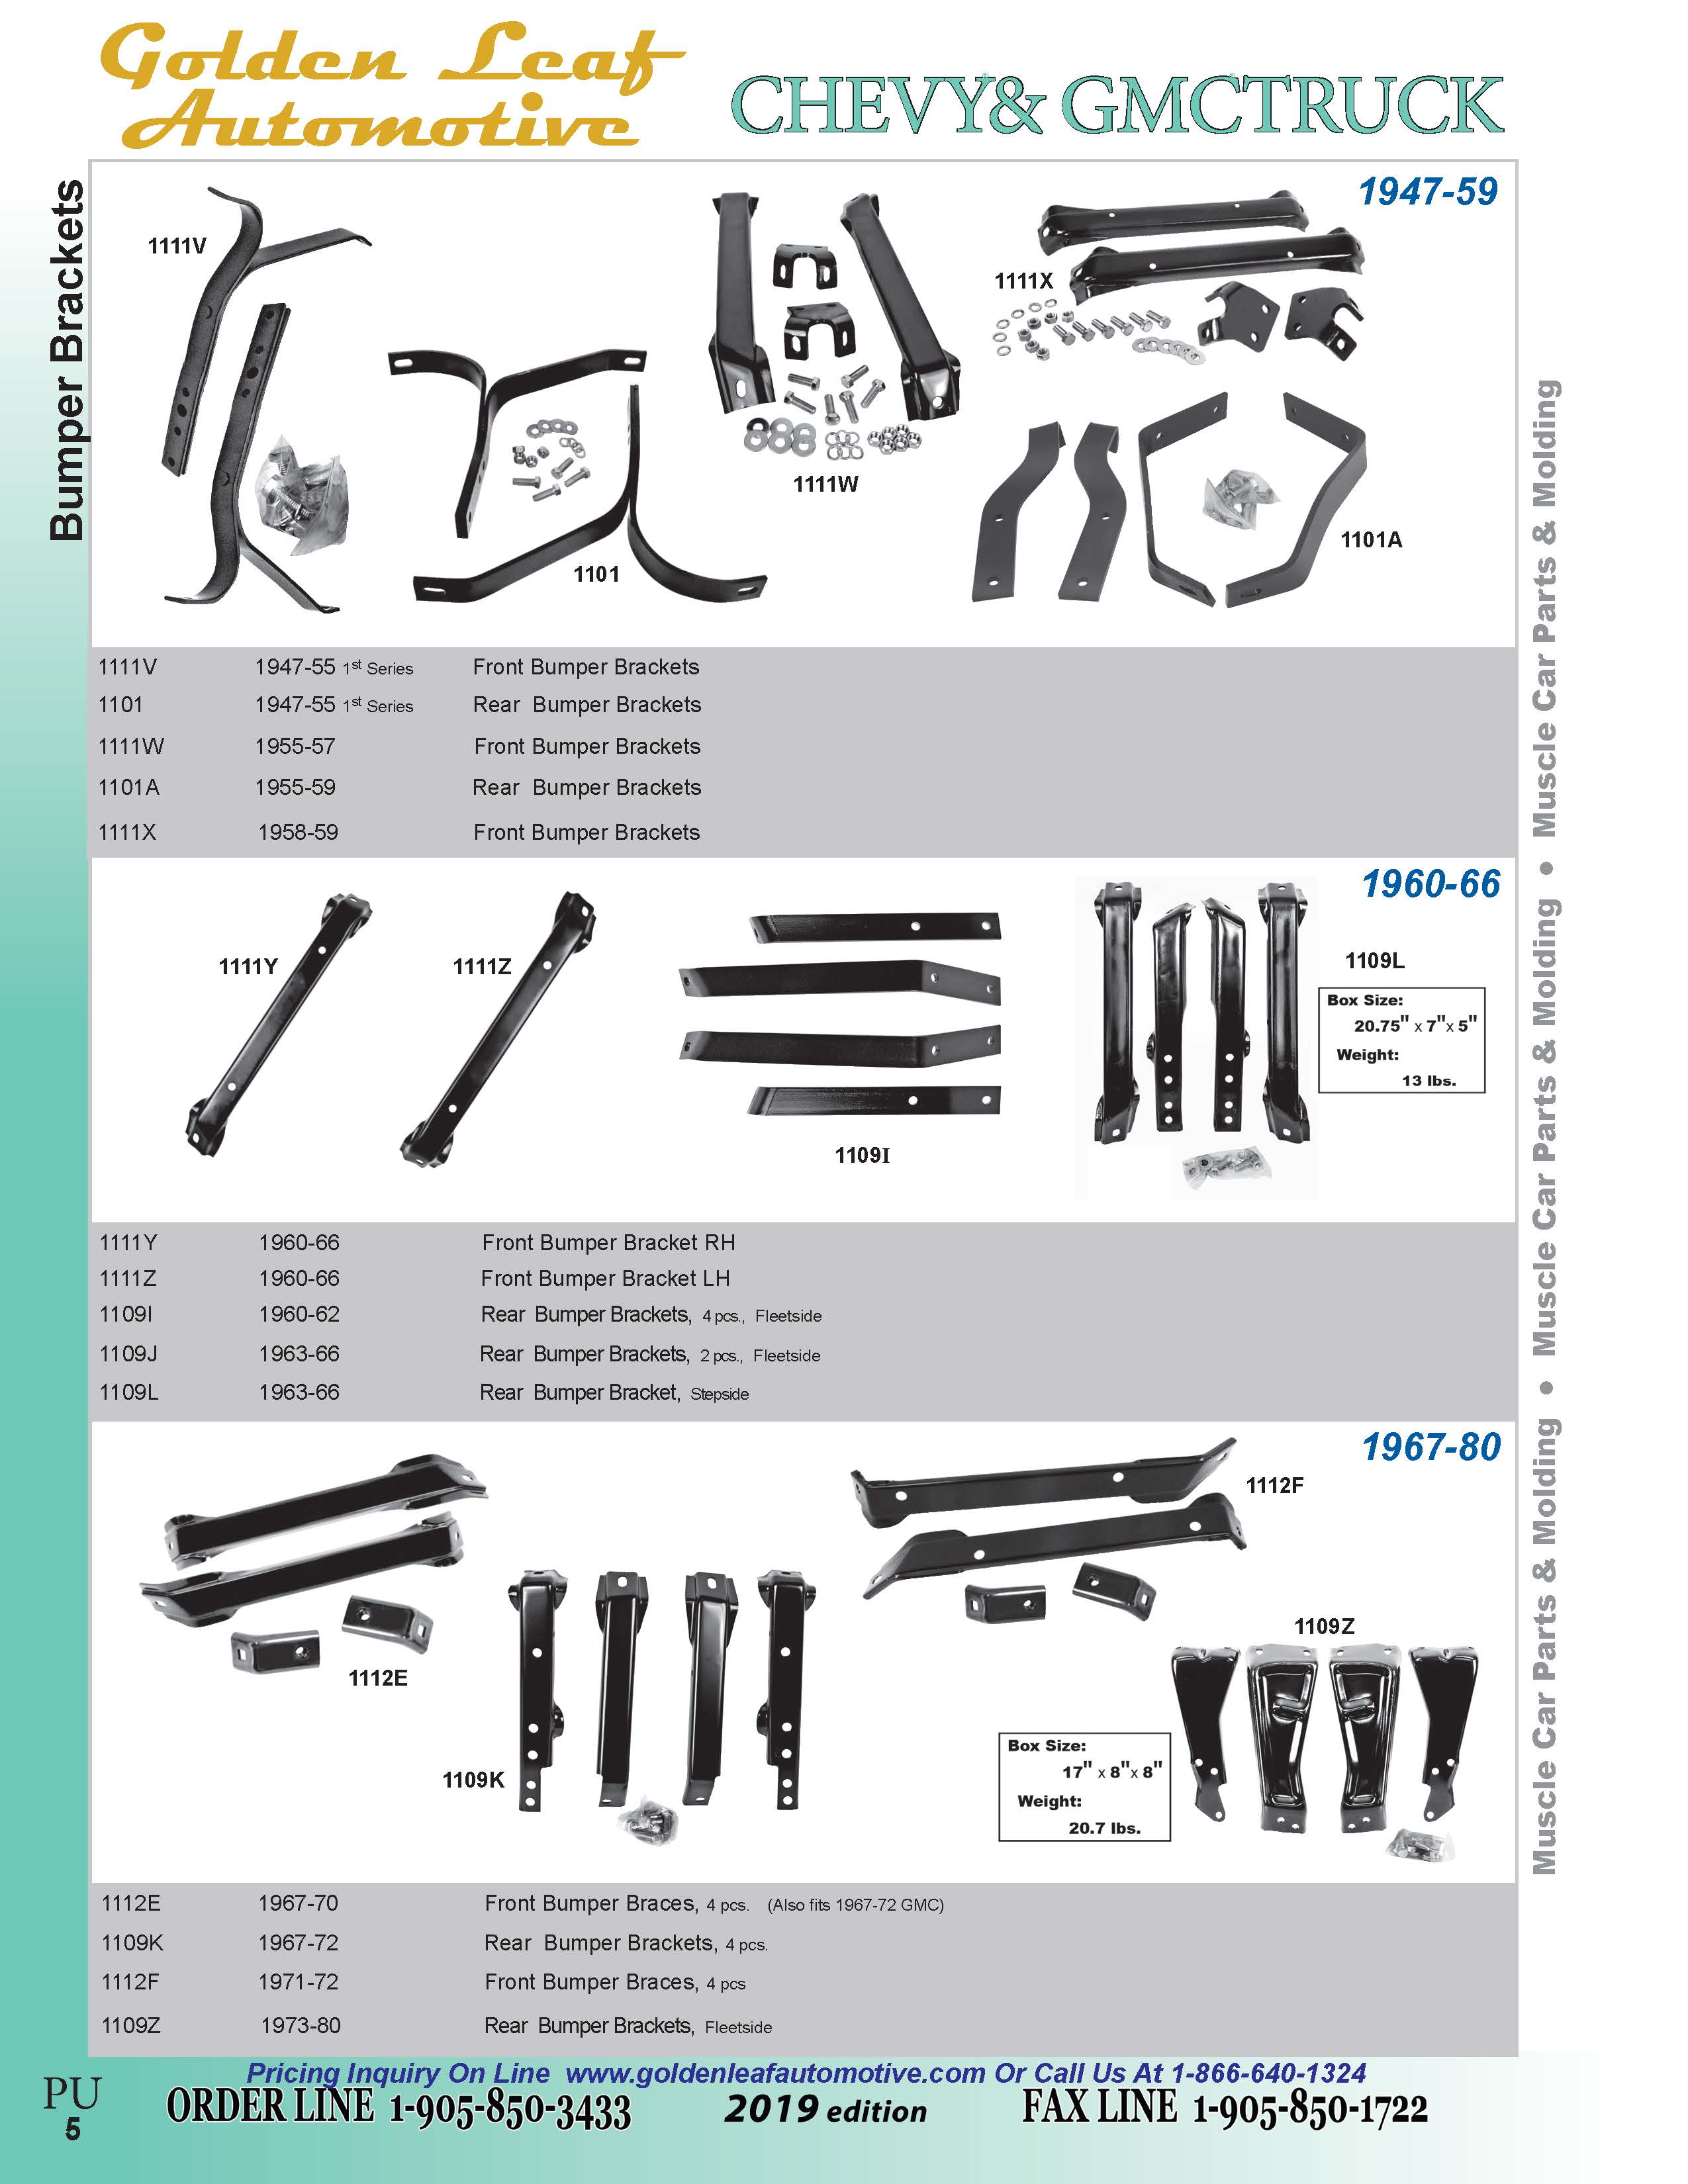 Golden Leaf
Automotive
CHEVY& GMCTRUCK
Bumper Brackets
1947-59
1111V
1111X
1111W
1101A
1101
1111V 1947-55 1st Series Front Bumper Brackets
1101 1947-55 1st Series Rear Bumper Brackets
1111W 1955-57 Front Bumper Brackets
1101A 1955-59 Rear Bumper Brackets
1111X 1958-59 Front Bumper Brackets
1960-66
1111Y
1111Z
1109L
Box Size:
20.75" x 7"x 5"
Weight:
13 lbs.
1109I
1111Y 1960-66 Front Bumper Bracket RH
1111Z 1960-66 Front Bumper Bracket LH
1109I 1960-62 Rear Bumper Brackets, 4 pcs., Fleetside
1109J 1963-66 Rear Bumper Brackets, 2 pcs., Fleetside
1109L 1963-66 Rear Bumper Bracket, Stepside
1967-80
1112F
1109Z
1112E
1109K
Box Size:
17" x 8"x 8"
Weight:
20.7 lbs.
1112E 1967-70 Front Bumper Braces, 4 pcs. (Also fits 1967-72 GMC)
1109K 1967-72 Rear Bumper Brackets, 4 pcs.
1112F 1971-72 Front Bumper Braces, 4 pcs
1109Z 1973-80 Rear Bumper Brackets, Fleetside
Muscle Car Parts & Molding • Muscle Car Parts & Molding • Muscle Car Parts & Molding
Pricing Inquiry On Line www.goldenleafautomotive.com Or Call Us At 1-866-640-1324
PU
5
ORDER LINE 1-905-850-3433 2019 edition FAX LINE 1-905-850-1722